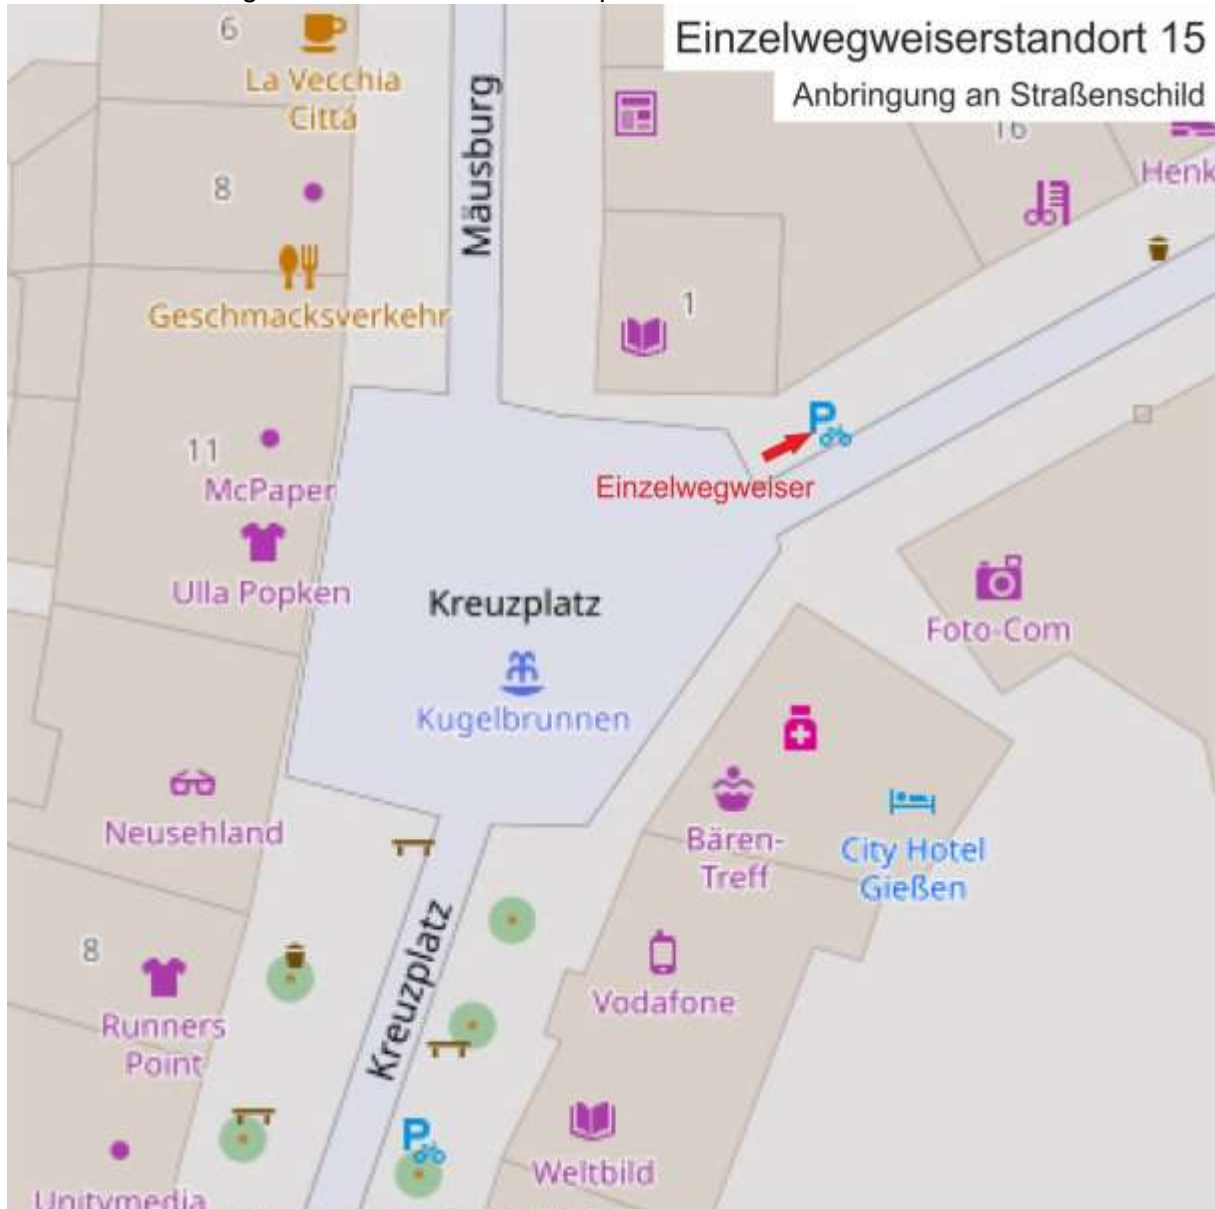 Einzelwegweiserstandort 15
Anbringung an Straßenschild
6
La Vecchia
Cittá
Mäusburg
16
Henk
8
Geschmacksverkehr
1
11
McPaper
Einzelwegweiser
Ulla Popken
Kreuzplatz
Foto-Com
Kugelbrunnen
Neusehland
Bären-
Treff
City Hotel
Gießen
Kreuzplatz
8
Vodafone
Runners
Point
P
P
Weltbild
Unitymedia